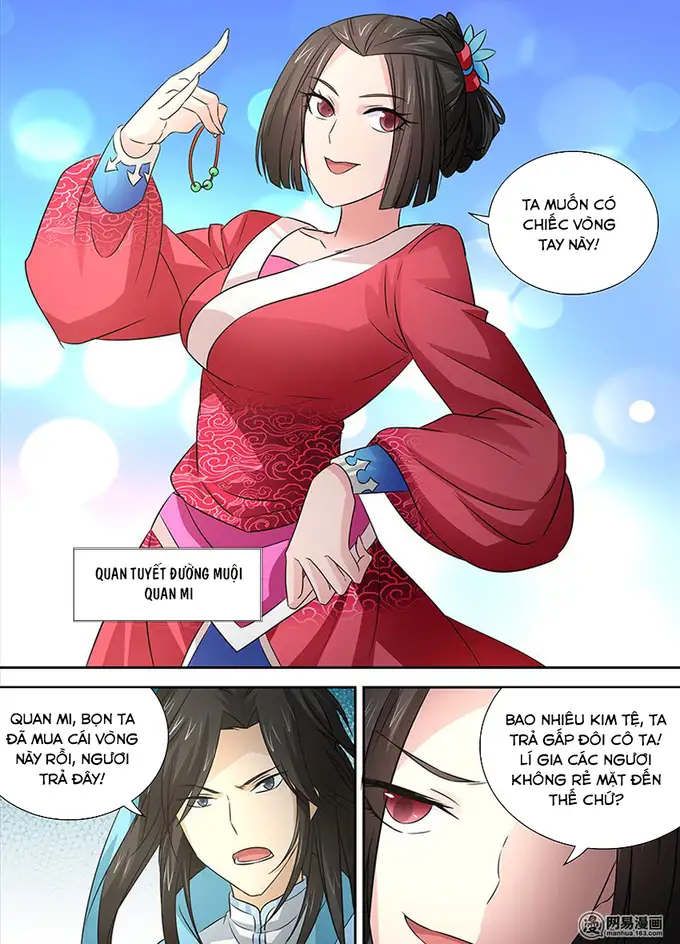 TA MUỐN CÓ
CHIẾC VÒNG
TAY NÀY!
QUAN TUYẾT ĐƯỜNG MUỘI
QUAN MI
QUAN MI, BỌN TA
ĐÃ MUA CÁI VÒNG
NÀY RỒI, NGƯƠI
TRẢ ĐÂY!
BAO NHIÊU KIM TỆ, TA
TRẢ GẤP ĐÔI CÔ TA!
LÍ GIA CÁC NGƯƠI
KHÔNG RẺ MẶT ĐẾN
THẾ CHỨ?
网易漫画
manhua.163.com